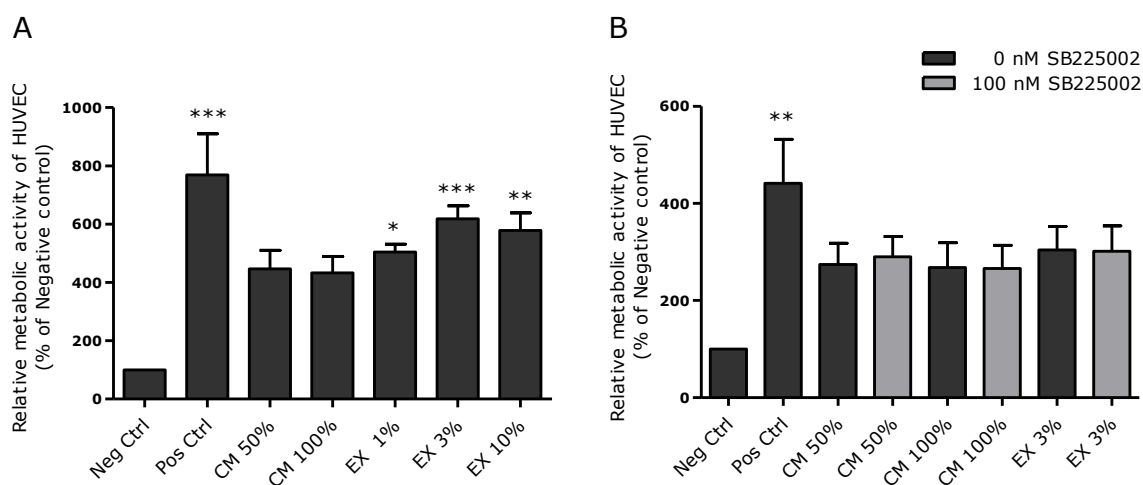 A
Relative metabolic activity of HUVEC
(% of Negative control)
1000
800
600
400
200
0
***
*
***
**
Neg Ctrl
Pos Ctrl
CM 50%
CM 100%
EX 1%
EX 3%
EX 10%
B
0 nM SB225002
100 nM SB225002
Relative metabolic activity of HUVEC
(% of Negative control)
600
400
200
0
**
Neg Ctrl
Pos Ctrl
CM 50%
CM 50%
CM 100%
CM 100%
EX 3%
EX 3%